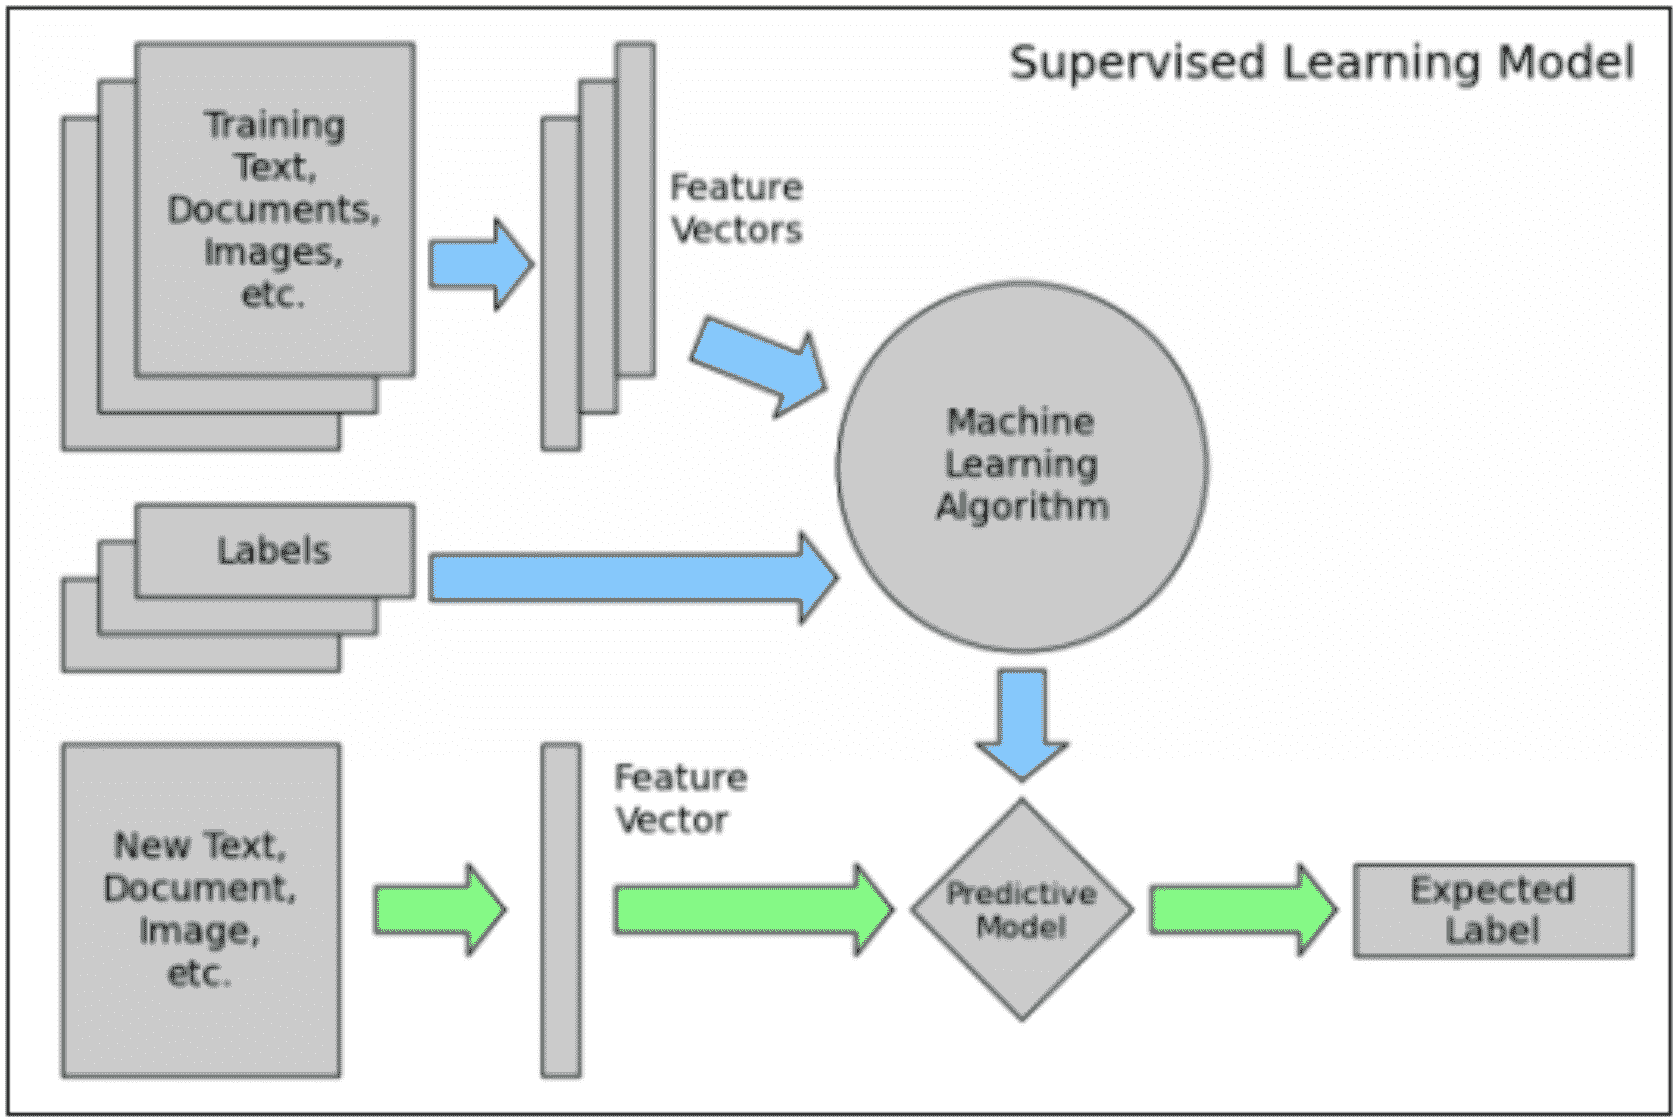 Supervised Learning Model
Training
Text,
Documents,
Images,
etc.
Feature
Vectors
Machine
Learning
Algorithm
Labels
New Text,
Document,
Image,
etc.
Feature
Vector
Predictive
Model
Expected
Label